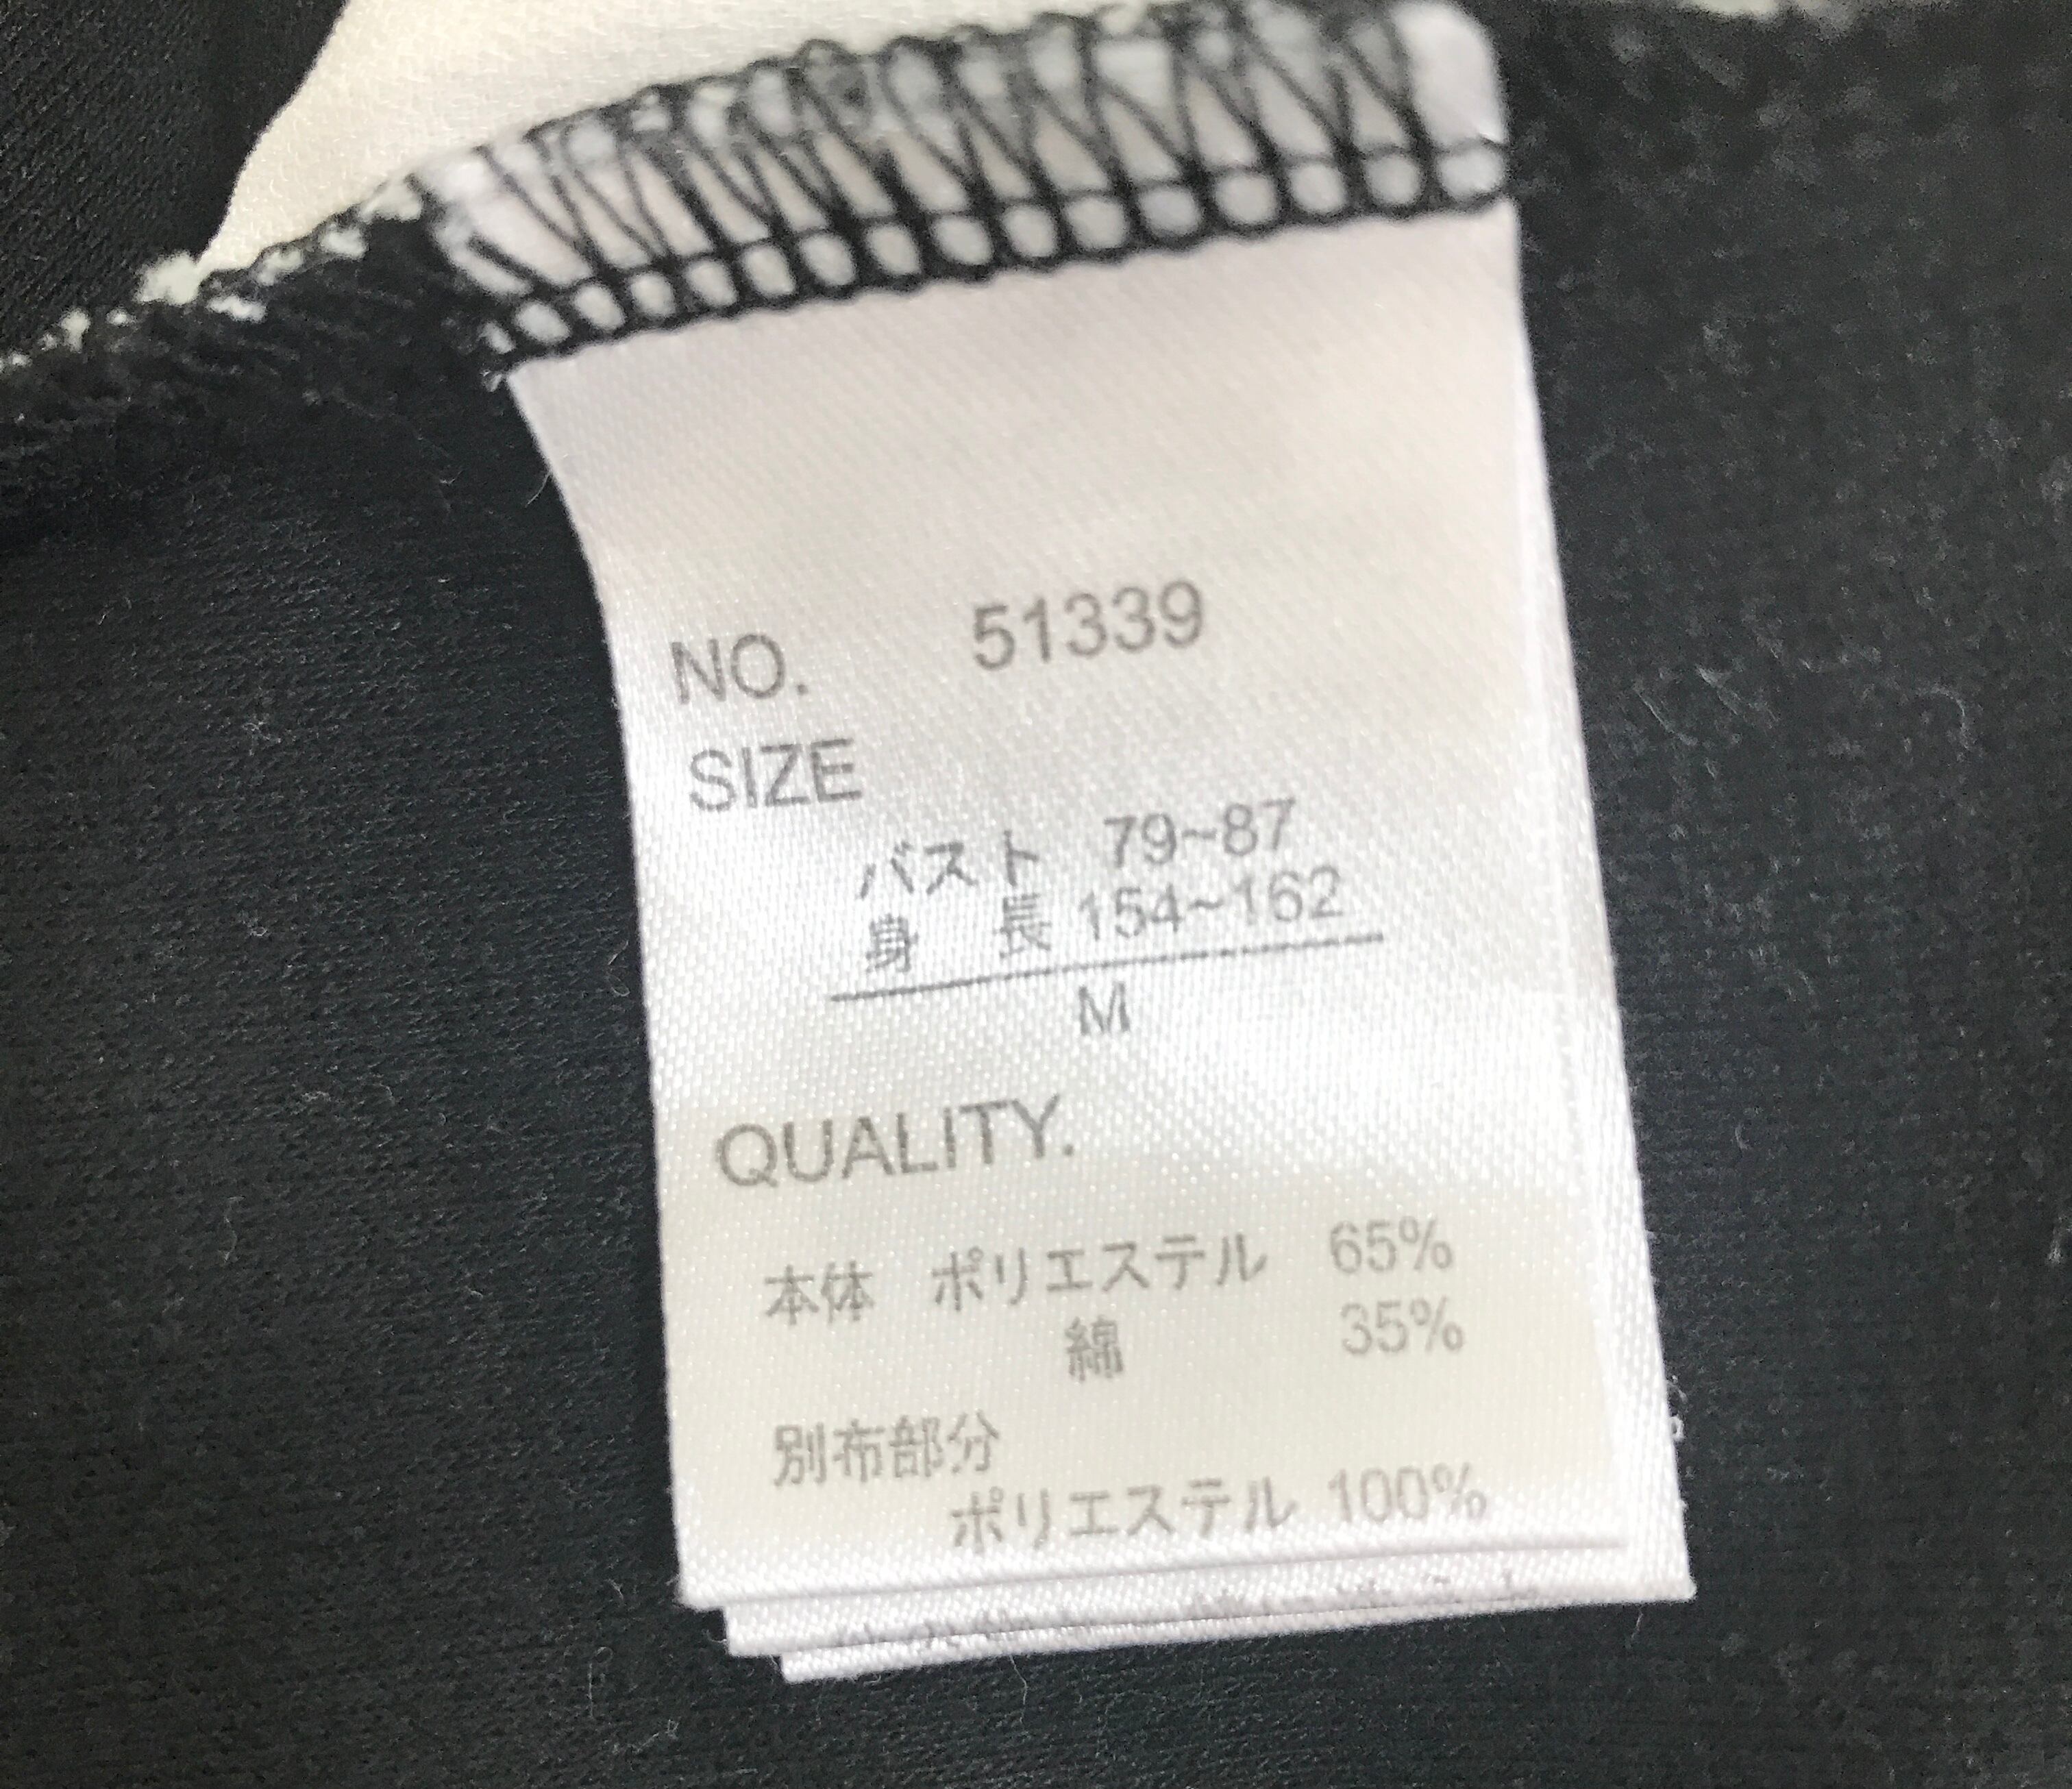 NO. 51339
SIZE
バスト 79~87
身 長 154~162
M
QUALITY.
本体 ポリエステル 65%
綿 35%
別布部分
ポリエステル 100%